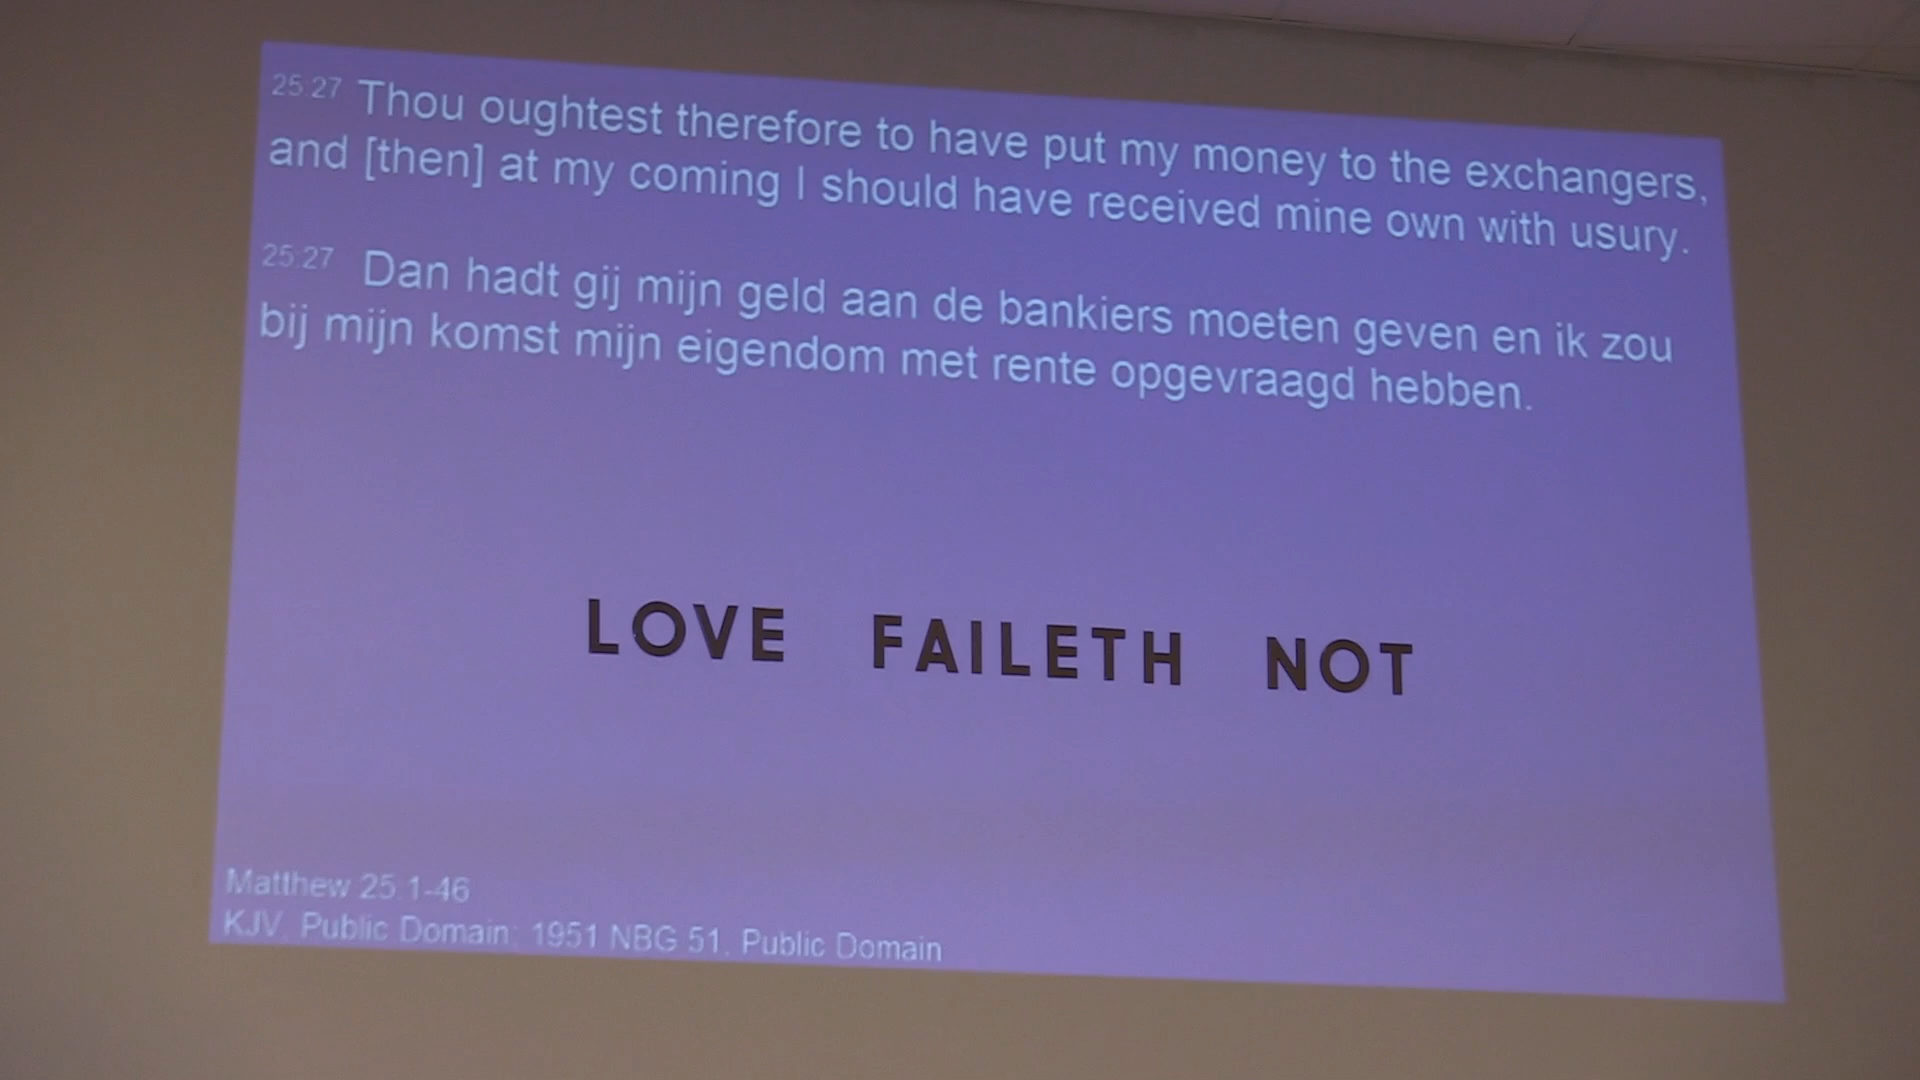 25:27 Thou oughtest therefore to have put my money to the exchangers,
and [then] at my coming I should have received mine own with usury.
25:27 Dan hadt gij mijn geld aan de bankiers moeten geven en ik zou
bij mijn komst mijn eigendom met rente opgevraagd hebben.
LOVE FAILETH NOT
Matthew 25:1-46
KJV, Public Domain; 1951 NBG 51, Public Domain